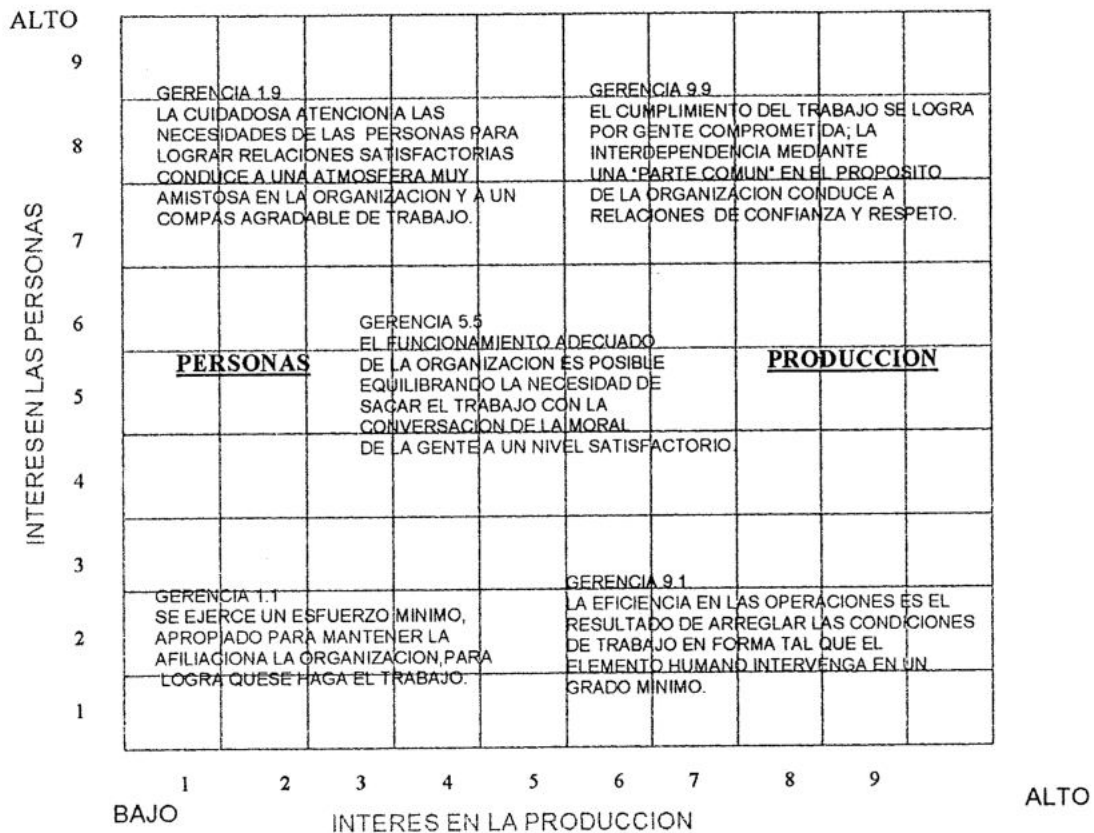 ALTO
9
8
7
6
5
4
3
2
1
INTERES EN LAS PERSONAS
GERENCIA 1.9
LA CUIDADOSA ATENCION A LAS
NECESIDADES DE LAS PERSONAS PARA
LOGRAR RELACIONES SATISFACTORIAS
CONDUCE A UNA ATMOSFERA MUY
AMISTOSA EN LA ORGANIZACION Y A UN
COMPAS AGRADABLE DE TRABAJO.
GERENCIA 9.9
EL CUMPLIMIENTO DEL TRABAJO SE LOGRA
POR GENTE COMPROMETIDA; LA
INTERDEPENDENCIA MEDIANTE
UNA "PARTE COMUN" EN EL PROPOSITO
DE LA ORGANIZACION CONDUCE A
RELACIONES DE CONFIANZA Y RESPETO.
PERSONAS
GERENCIA 5.5
EL FUNCIONAMIENTO ADECUADO
DE LA ORGANIZACION ES POSIBLE
EQUILIBRANDO LA NECESIDAD DE
SACAR EL TRABAJO CON LA
CONVERSACION DE LA MORAL
DE LA GENTE A UN NIVEL SATISFACTORIO.
PRODUCCION
GERENCIA 1.1
SE EJERCE UN ESFUERZO MINIMO,
APROPIADO PARA MANTENER LA
AFILIACIONA LA ORGANIZACION,PARA
LOGRA QUESE HAGA EL TRABAJO.
GERENCIA 9.1
LA EFICIENCIA EN LAS OPERACIONES ES EL
RESULTADO DE ARREGLAR LAS CONDICIONES
DE TRABAJO EN FORMA TAL QUE EL
ELEMENTO HUMANO INTERVENGA EN UN
GRADO MINIMO.
1 2 3 4 5 6 7 8 9
BAJO
INTERES EN LA PRODUCCION
ALTO